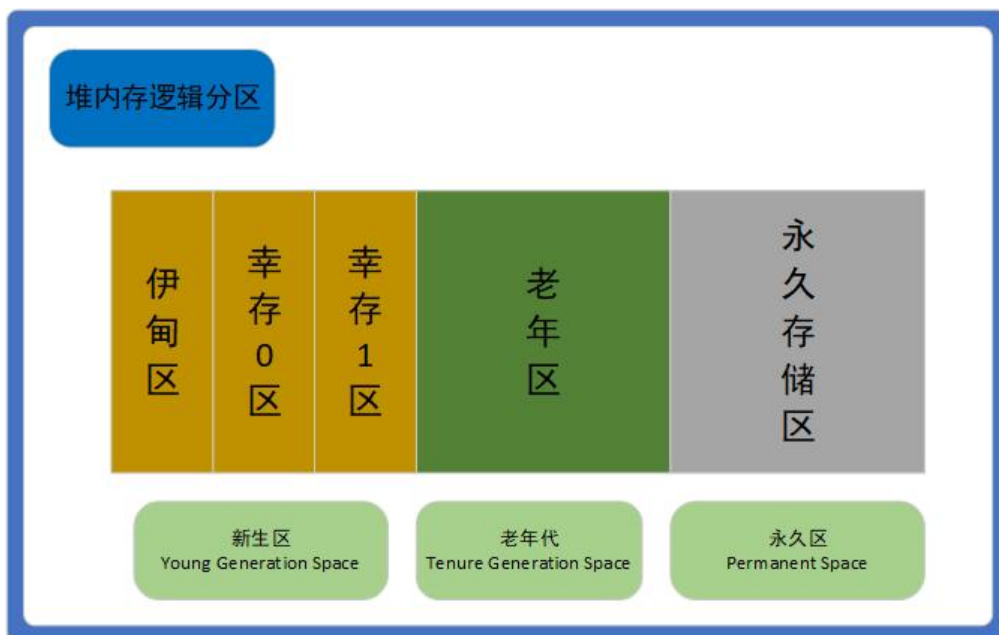 堆内存逻辑分区
伊甸区
幸存0区
幸存1区
老年区
永久存储区
新生区
Young Generation Space
老年代
Tenure Generation Space
永久区
Permanent Space